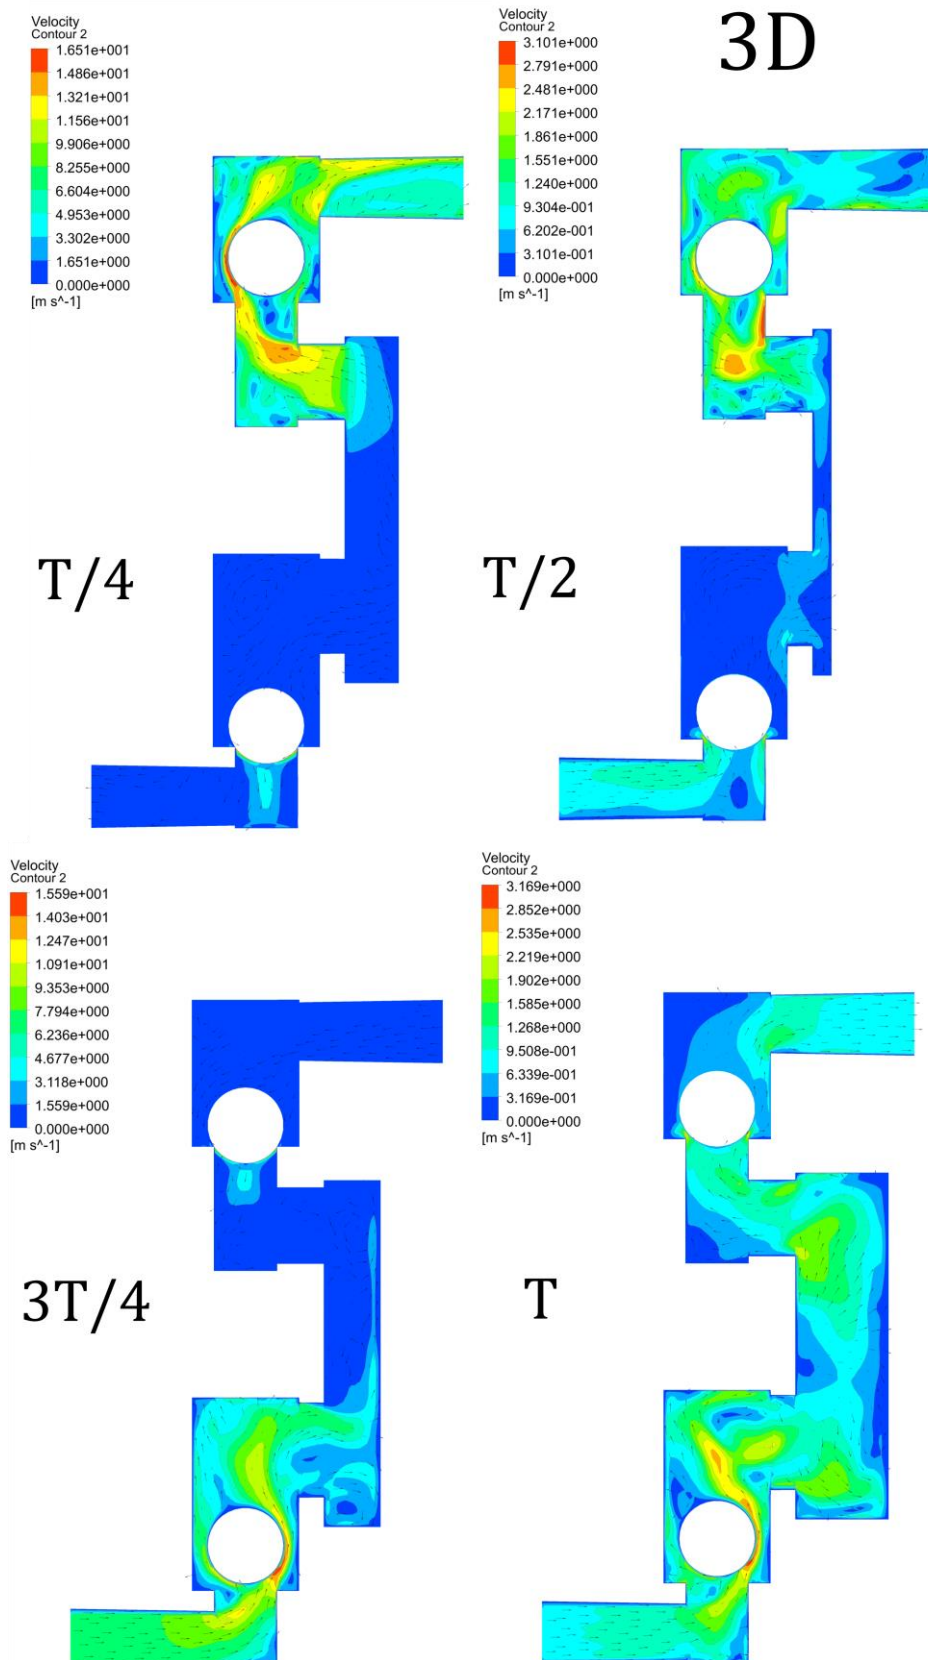 Velocity
Contour 2
1.651e+001
1.486e+001
1.321e+001
1.156e+001
9.906e+000
8.255e+000
6.604e+000
4.953e+000
3.302e+000
1.651e+000
0.000e+000
[m s^-1]
Velocity
Contour 2
3.101e+000
2.791e+000
2.481e+000
2.171e+000
1.861e+000
1.551e+000
1.240e+000
9.304e-001
6.202e-001
3.101e-001
0.000e+000
[m s^-1]
3D
T/4
T/2
Velocity
Contour 2
1.559e+001
1.403e+001
1.247e+001
1.091e+001
9.353e+000
7.794e+000
6.236e+000
4.677e+000
3.118e+000
1.559e+000
0.000e+000
[m s^-1]
Velocity
Contour 2
3.169e+000
2.852e+000
2.535e+000
2.219e+000
1.902e+000
1.585e+000
1.268e+000
9.508e-001
6.339e-001
3.169e-001
0.000e+000
[m s^-1]
3T/4
T